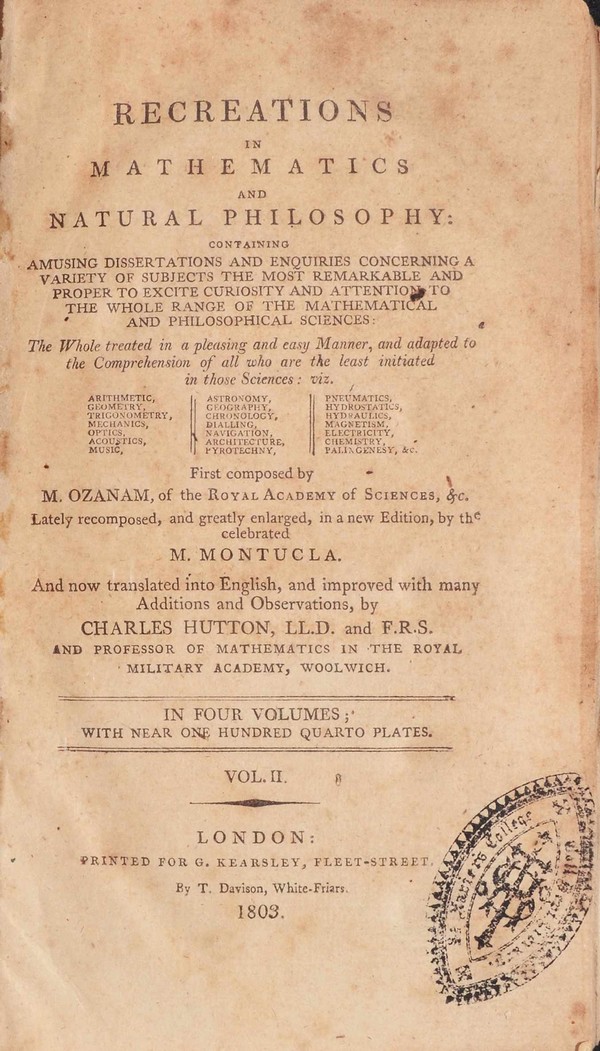 RECREATIONS
IN
MATHEMATICS
AND
NATURAL PHILOSOPHY:
CONTAINING
AMUSING DISSERTATIONS AND ENQUIRIES CONCERNING A
VARIETY OF SUBJECTS THE MOST REMARKABLE AND
PROPER TO EXCITE CURIOSITY AND ATTENTION TO
THE WHOLE RANGE OF THE MATHEMATICAL
AND PHILOSOPHICAL SCIENCES:
The Whole treated in a pleasing and easy Manner, and adapted to
the Comprehension of all who are the least initiated
in those Sciences: viz.
ARITHMETIC,
GEOMETRY,
TRIGONOMETRY,
MECHANICS,
OPTICS,
ACOUSTICS,
MUSIC,
ASTRONOMY,
GEOGRAPHY,
CHRONOLOGY,
DIALLING,
NAVIGATION,
ARCHITECTURE,
PYROTECHNY,
PNEUMATICS,
HYDROSTATICS,
HYDRAULICS,
MAGNETISM,
ELECTRICITY,
CHEMISTRY,
PALINGENESY, &c.
First composed by
M. OZANAM, of the ROYAL ACADEMY of SCIENCES, &c.
Lately recomposed, and greatly enlarged, in a new Edition, by the
celebrated
M. MONTUCLA.
And now translated into English, and improved with many
Additions and Observations, by
CHARLES HUTTON, LL.D. and F.R.S.
AND PROFESSOR OF MATHEMATICS IN THE ROYAL
MILITARY ACADEMY, WOOLWICH.
IN FOUR VOLUMES;
WITH NEAR ONE HUNDRED QUARTO PLATES.
VOL. II.
LONDON:
PRINTED FOR G. KEARSLEY, FLEET-STREET,
By T. Davison, White-Friars.
1803.
College